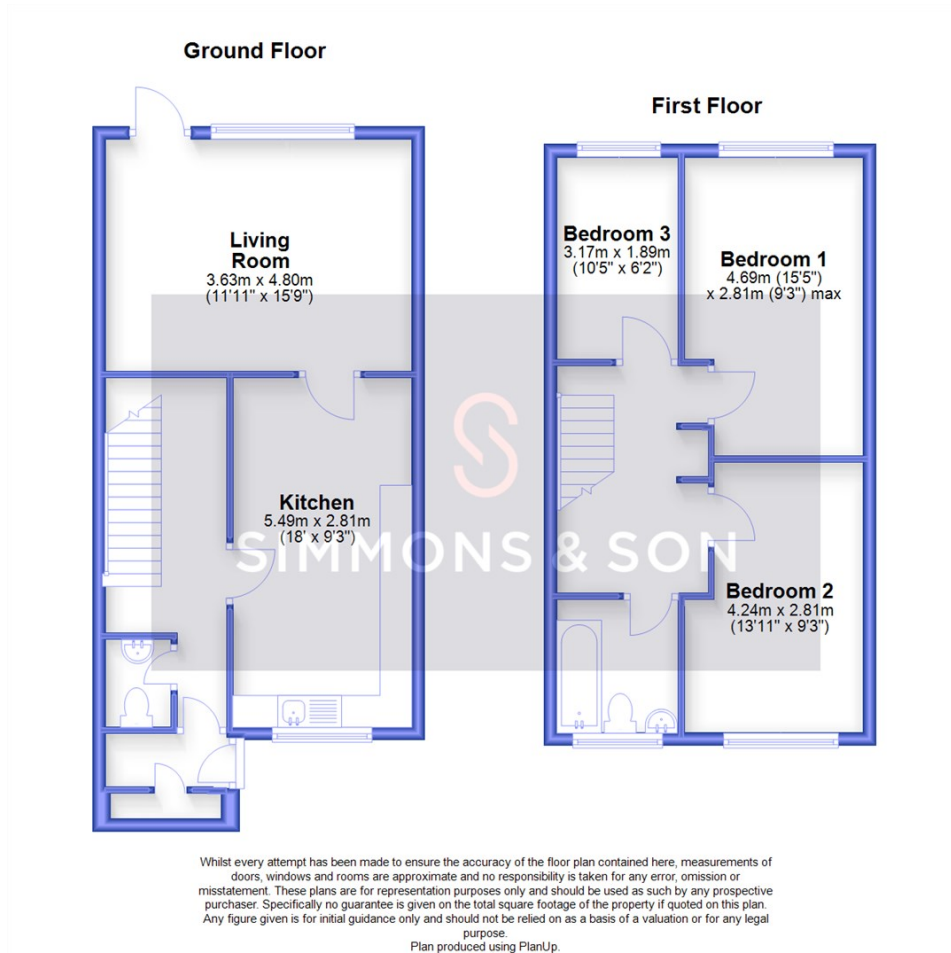 Ground Floor
First Floor
Living
Room
3.63m x 4.80m
(11'11" x 15'9")
Bedroom 3
3.17m x 1.89m
(10'5" x 6'2")
Bedroom 1
4.69m (15'5")
x 2.81m (9'3") max
Kitchen
5.49m x 2.81m
(18' x 9'3")
SIMMONS & SON
Bedroom 2
4.24m x 2.81m
(13'11" x 9'3")
Whilst every attempt has been made to ensure the accuracy of the floor plan contained here, measurements of
doors, windows and rooms are approximate and no responsibility is taken for any error, omission or
misstatement. These plans are for representation purposes only and should be used as such by any prospective
purchaser. Specifically no guarantee is given on the total square footage of the property if quoted on this plan.
Any figure given is for initial guidance only and should not be relied on as a basis of a valuation or for any legal
purpose.
Plan produced using PlanUp.